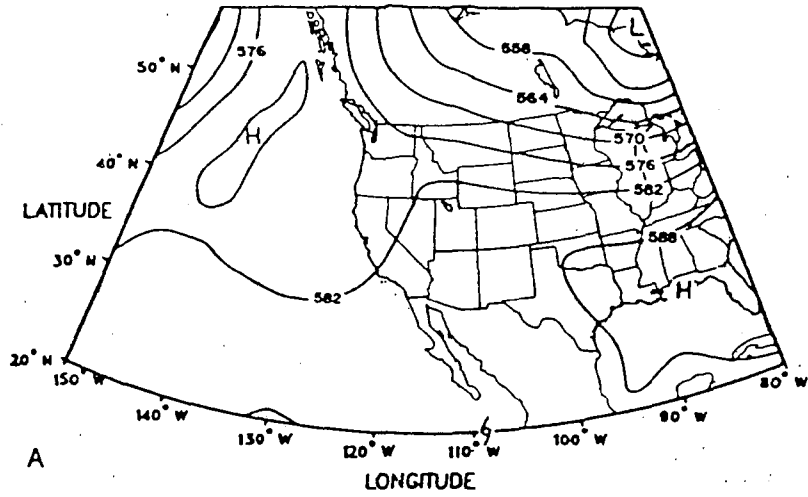 L
576
558
50° N
564
H
570
40° N
576
582
LATITUDE
588
30° N
582
H
20° N
150° W
80° W
140° W
90° W
130° W
100° W
120° W
110° W
A
LONGITUDE